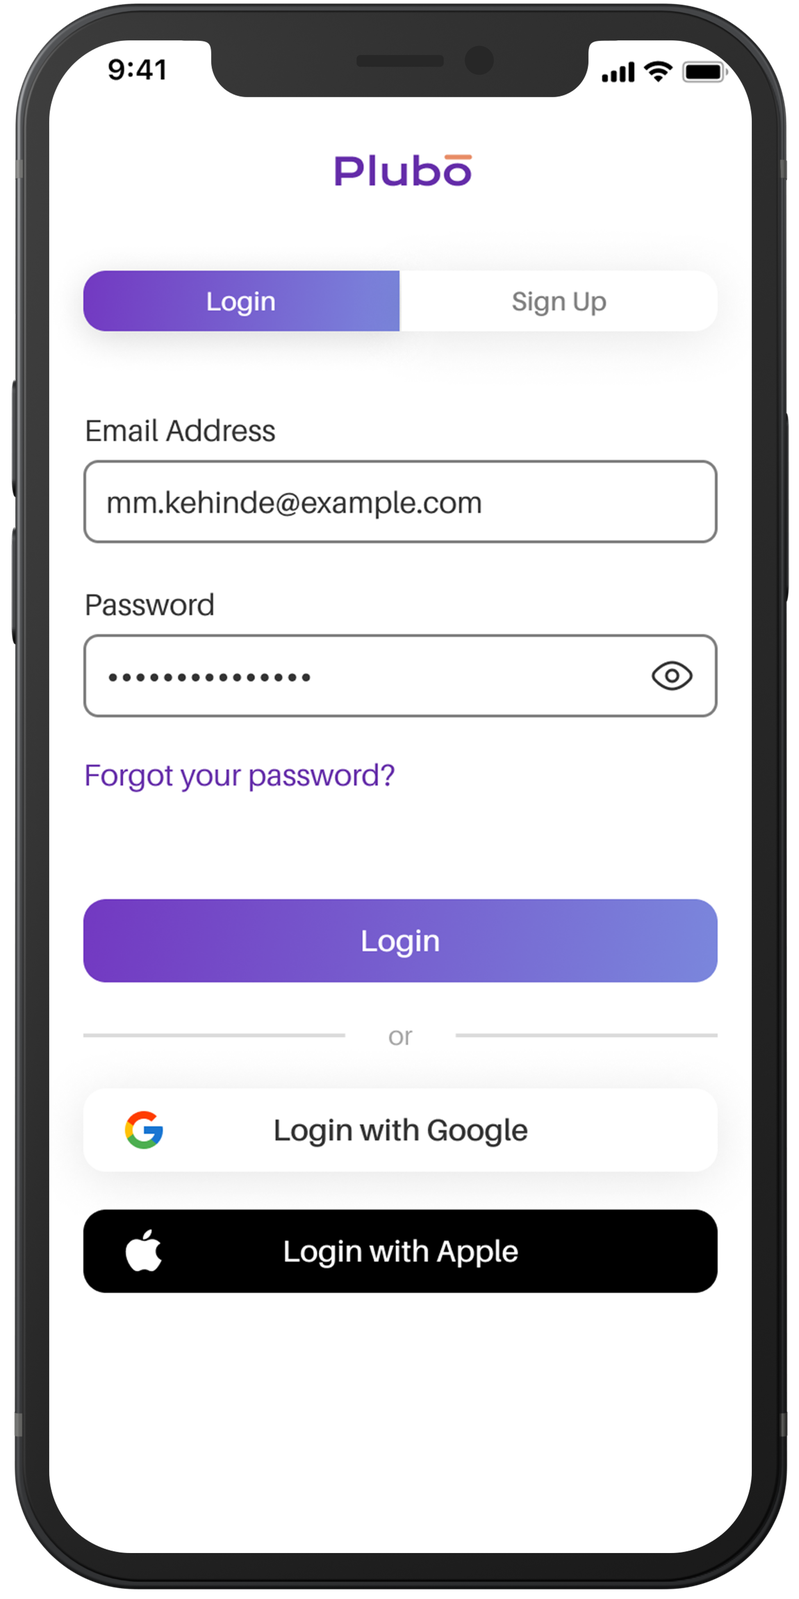 9:41
Plubō
Login
Sign Up
Email Address
mm.kehinde@example.com
Password
•••••••••••••••
Forgot your password?
Login
or
Login with Google
Login with Apple